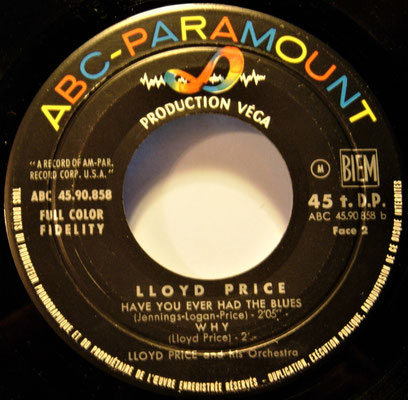 ABC-PARAMOUNT
PRODUCTION VÉGA
"A RECORD OF AM-PAR.
RECORD CORP. U.S.A."
ABC 45.90.858
FULL COLOR
FIDELITY
M
BIEM
45 t. D.P.
ABC 45.90 858 b
Face 2
LLOYD PRICE
HAVE YOU EVER HAD THE BLUES
(Jennings-Logan-Price) - 2'05"
WHY
(Lloyd Price) - 2'
LLOYD PRICE and his Orchestra
TOUS DROITS DU PRODUCTEUR PHONOGRAPHIQUE ET DU PROPRIÉTAIRE DE L'ŒUVRE ENREGISTRÉE RÉSERVÉS - DUPLICATION, EXÉCUTION PUBLIQUE, RADIODIFFUSION DE CE DISQUE INTERDITES